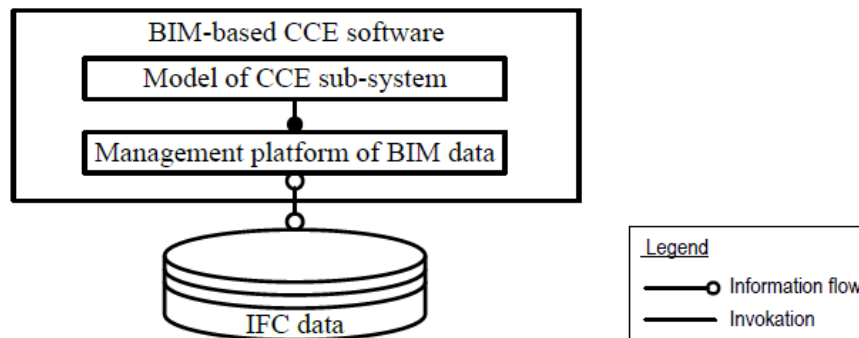 BIM-based CCE software
Model of CCE sub-system
Management platform of BIM data
IFC data
Legend
Information flow
Invokation